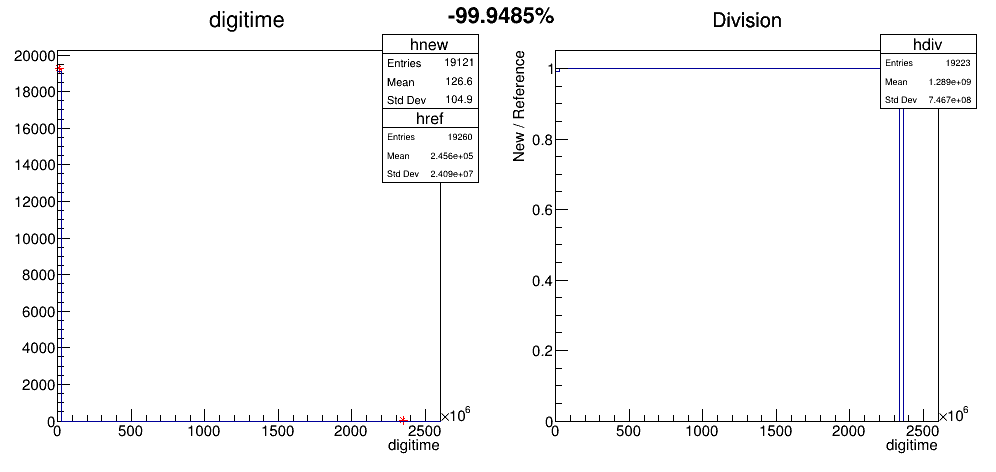 -99.9485%
digitime
hnew
Entries 19121
Mean 126.6
Std Dev 104.9
href
Entries 19260
Mean 2.456e+05
Std Dev 2.409e+07
20000
18000
16000
14000
12000
10000
8000
6000
4000
2000
0
0 500 1000 1500 2000 2500 ×10⁶
digitime
Division
hdiv
Entries 19223
Mean 1.289e+09
Std Dev 7.467e+08
New / Reference
1
0.8
0.6
0.4
0.2
0
0 500 1000 1500 2000 2500 ×10⁶
digitime